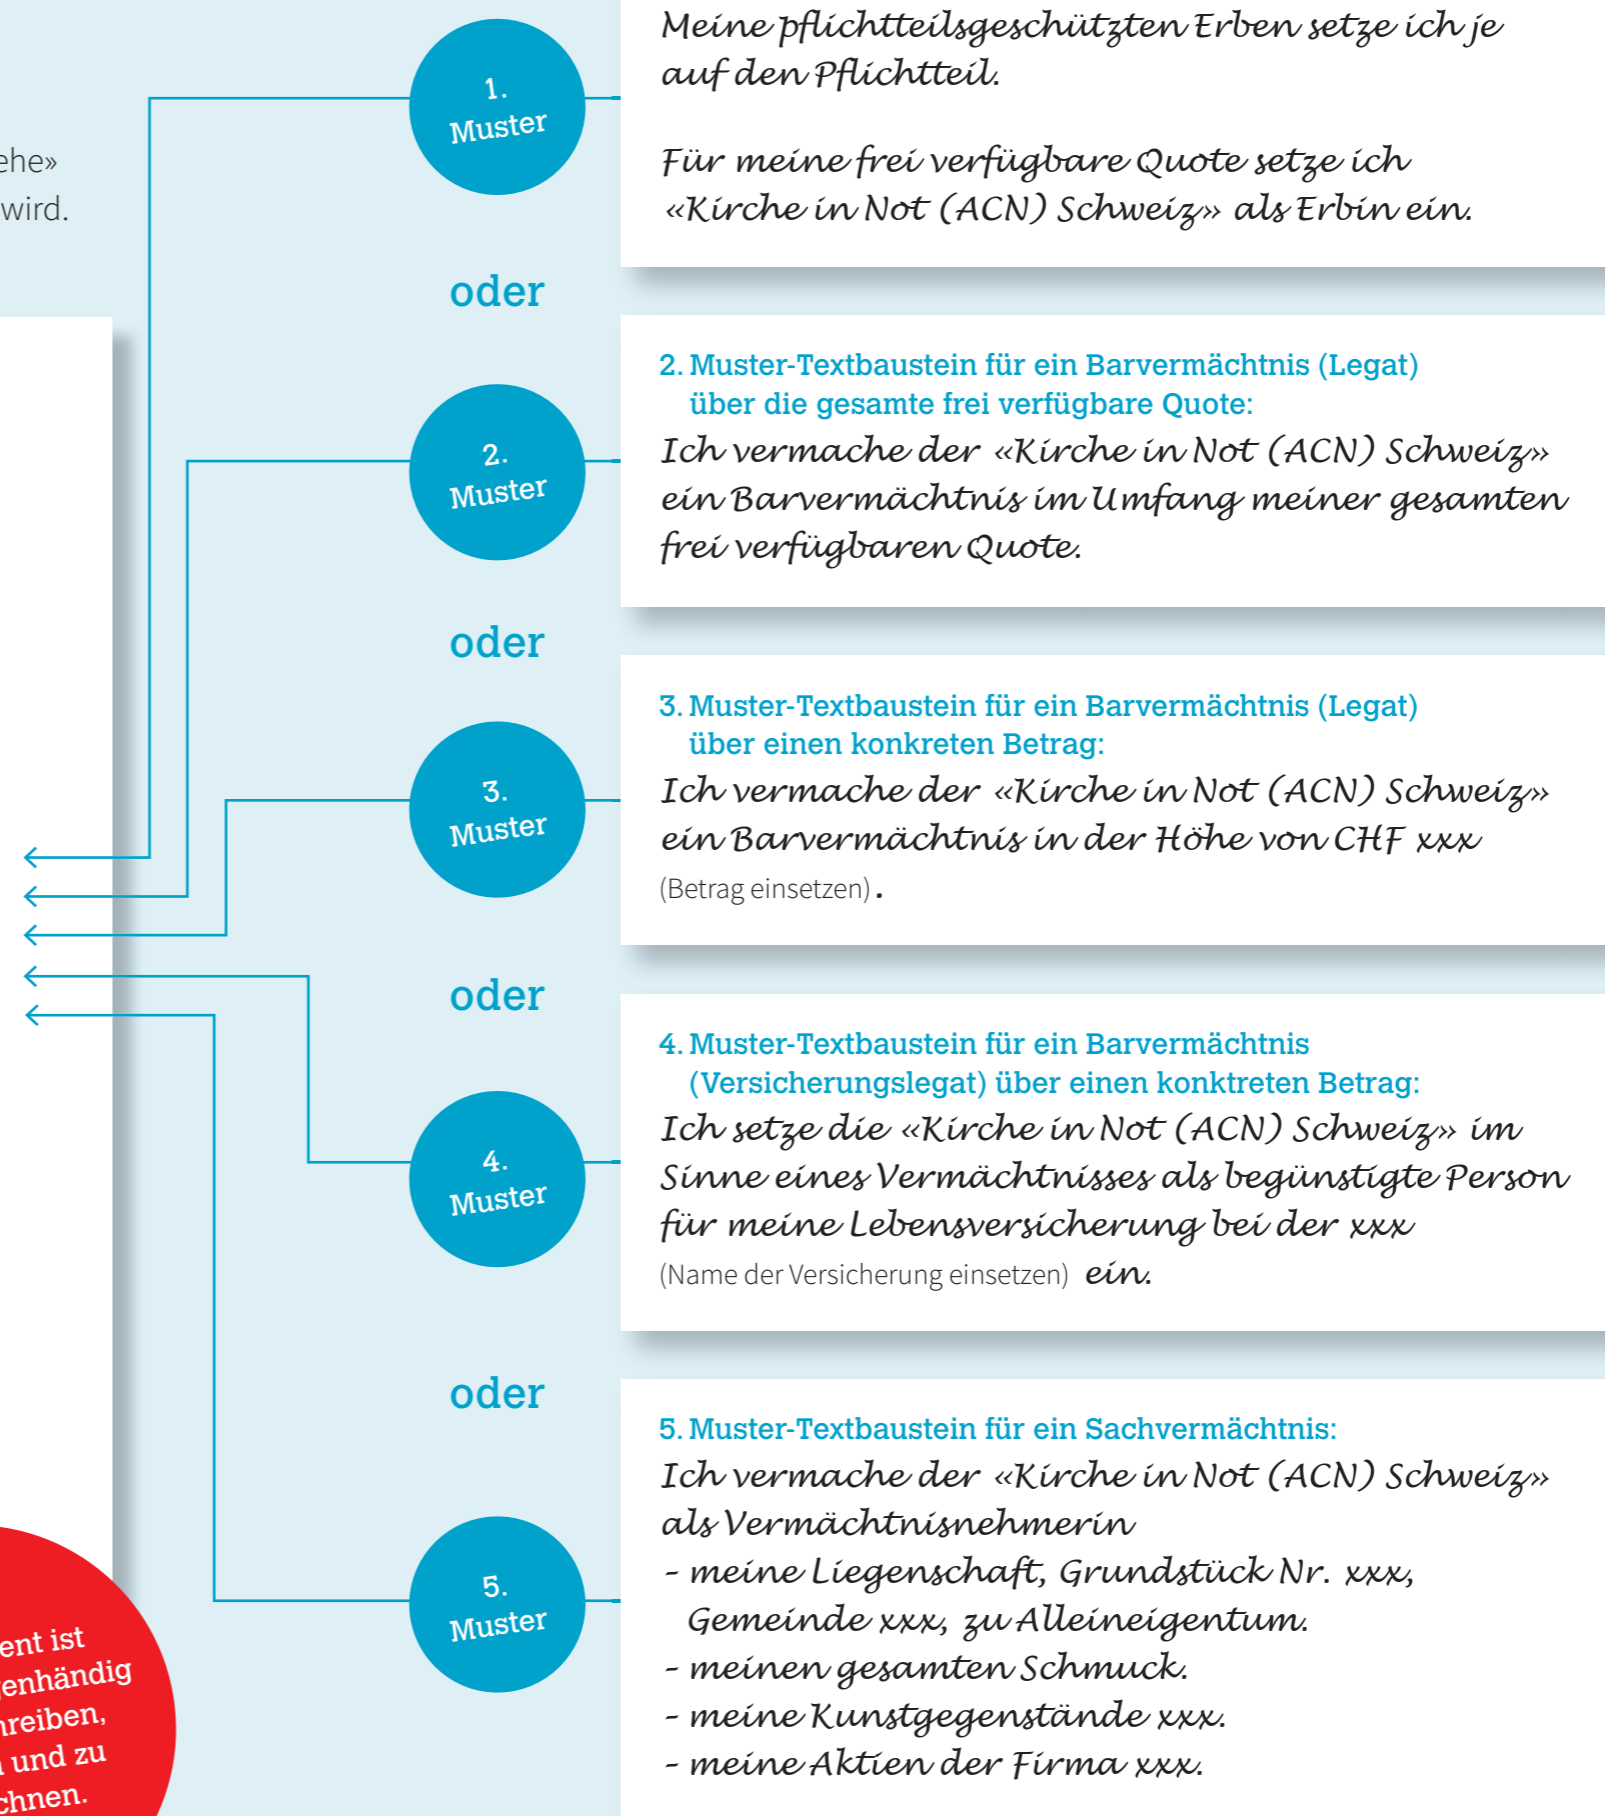 ehe»
wird.
1.
Muster
Meine pflichtteilsgeschützten Erben setze ich je
auf den Pflichtteil.
Für meine frei verfügbare Quote setze ich
«Kirche in Not (ACN) Schweiz» als Erbin ein.
oder
2.
Muster
2. Muster-Textbaustein für ein Barvermächtnis (Legat)
über die gesamte frei verfügbare Quote:
Ich vermache der «Kirche in Not (ACN) Schweiz»
ein Barvermächtnis im Umfang meiner gesamten
frei verfügbaren Quote.
oder
3.
Muster
3. Muster-Textbaustein für ein Barvermächtnis (Legat)
über einen konkreten Betrag:
Ich vermache der «Kirche in Not (ACN) Schweiz»
ein Barvermächtnis in der Höhe von CHF xxx
(Betrag einsetzen).
oder
4.
Muster
4. Muster-Textbaustein für ein Barvermächtnis
(Versicherungslegat) über einen konktreten Betrag:
Ich setze die «Kirche in Not (ACN) Schweiz» im
Sinne eines Vermächtnisses als begünstigte Person
für meine Lebensversicherung bei der xxx
(Name der Versicherung einsetzen) ein.
oder
5.
Muster
5. Muster-Textbaustein für ein Sachvermächtnis:
Ich vermache der «Kirche in Not (ACN) Schweiz»
als Vermächtnisnehmerin
- meine Liegenschaft, Grundstück Nr. xxx,
Gemeinde xxx, zu Alleineigentum.
- meinen gesamten Schmuck.
- meine Kunstgegenstände xxx.
- meine Aktien der Firma xxx.
ent ist
enhändig
reiben,
und zu
chnen.